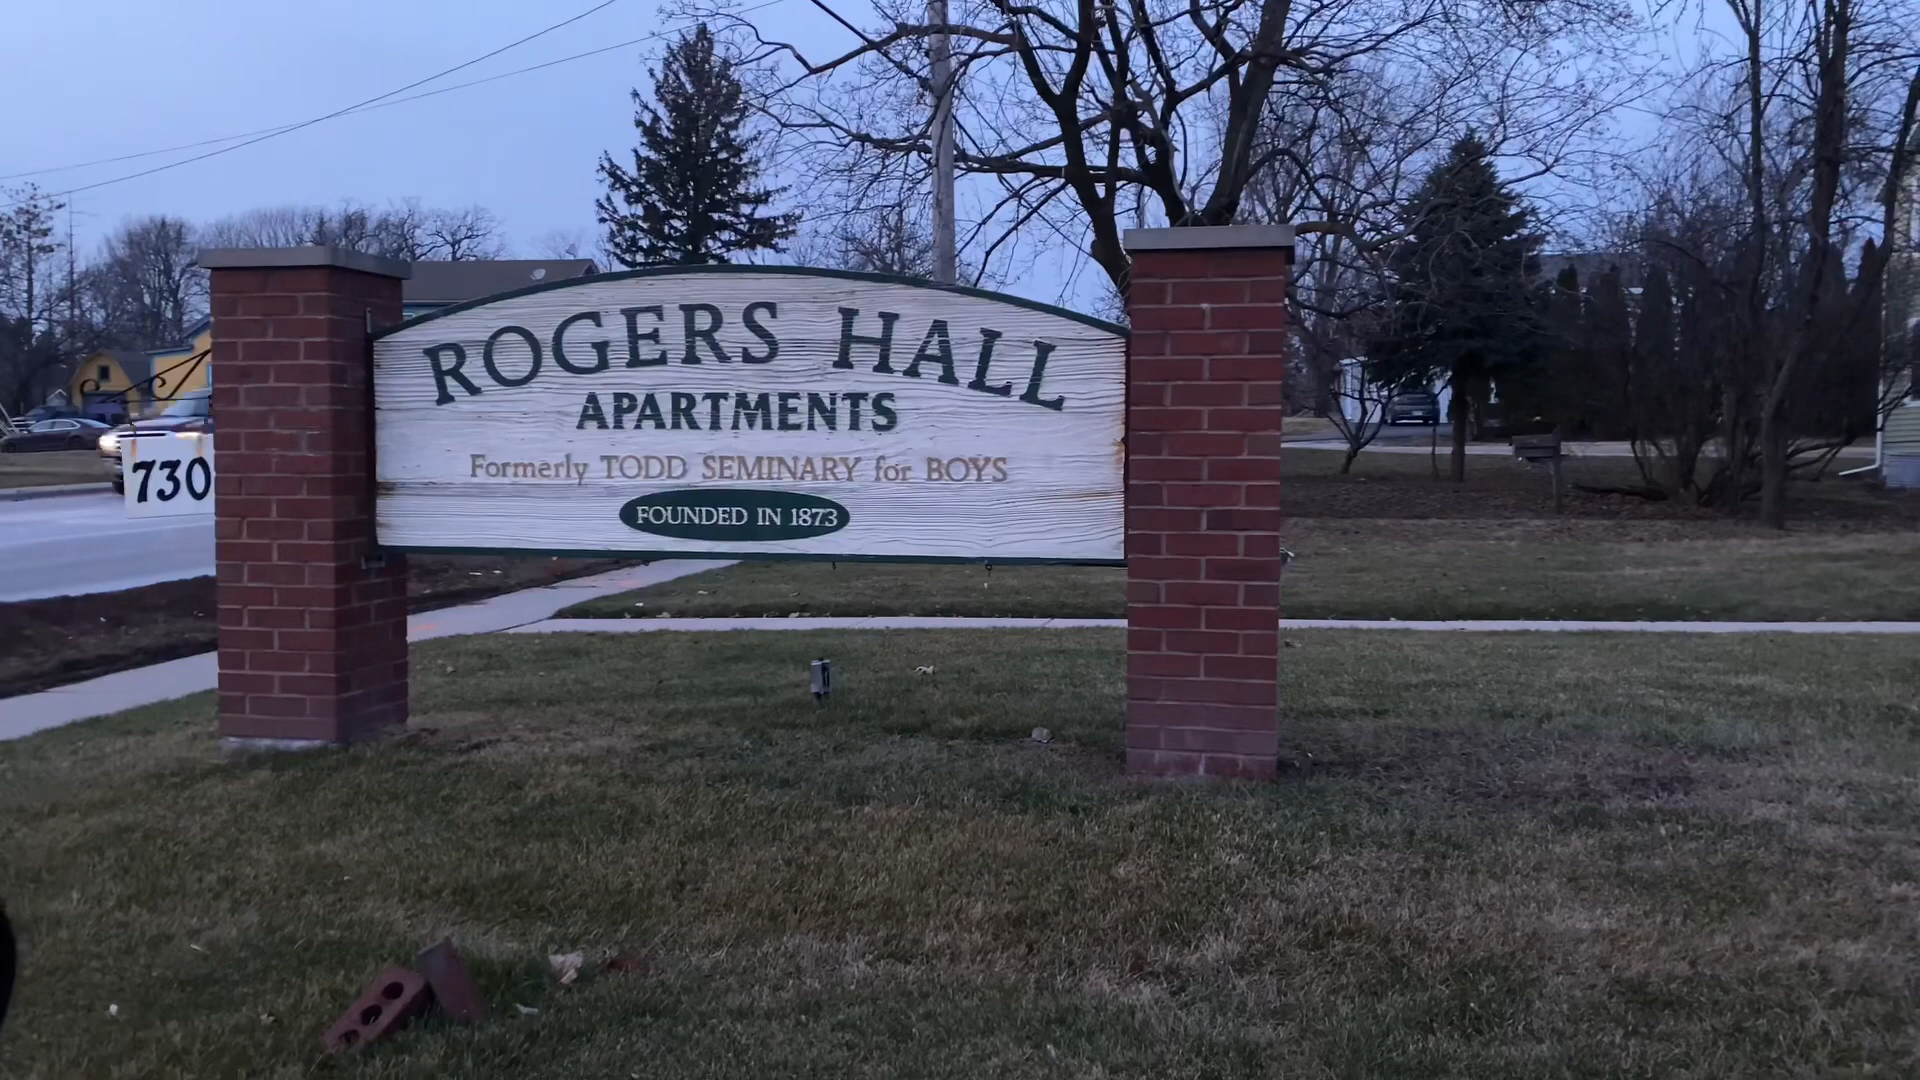 ROGERS HALL
APARTMENTS
Formerly TODD SEMINARY for BOYS
FOUNDED IN 1873
730